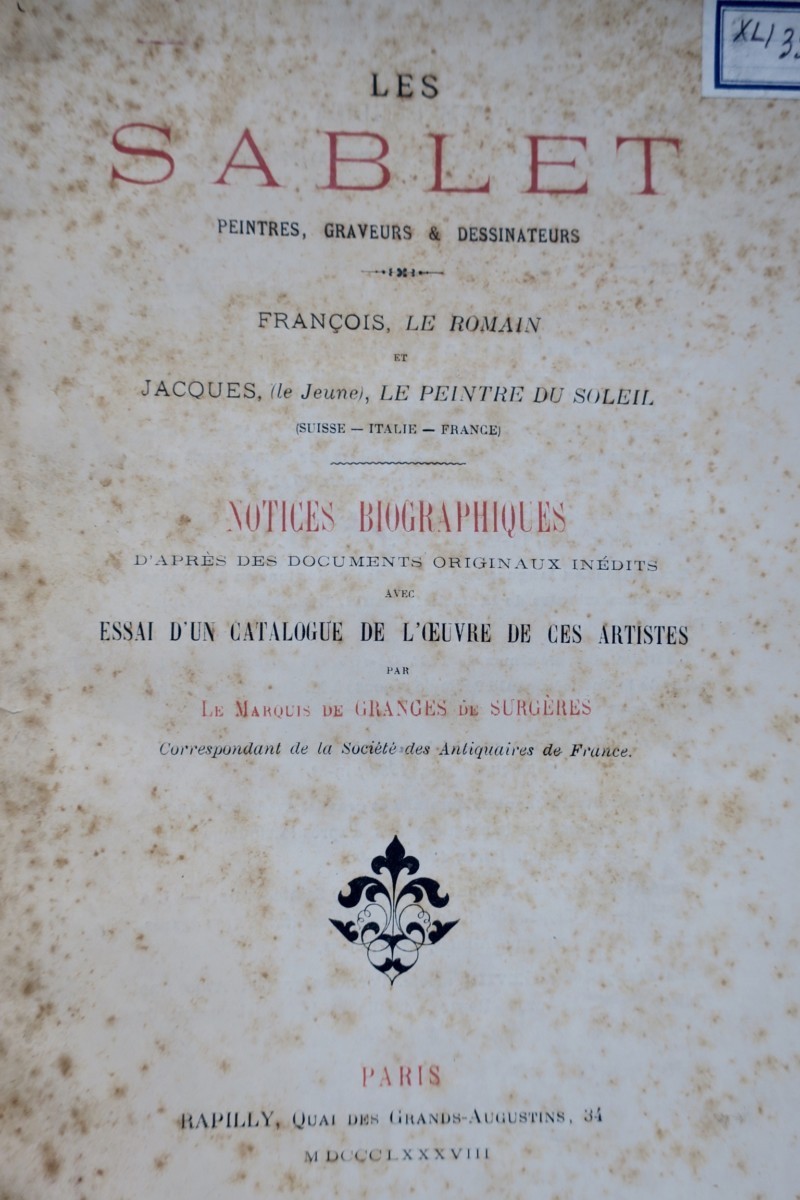 XL/3
LES
SABLET
PEINTRES, GRAVEURS & DESSINATEURS
FRANÇOIS, LE ROMAIN
ET
JACQUES, (le Jeune), LE PEINTRE DU SOLEIL
(SUISSE — ITALIE — FRANCE)
NOTICES BIOGRAPHIQUES
D'APRÈS DES DOCUMENTS ORIGINAUX INÉDITS
AVEC
ESSAI D'UN CATALOGUE DE L'ŒUVRE DE CES ARTISTES
PAR
LE MARQUIS DE GRANGES DE SURGÈRES
Correspondant de la Société des Antiquaires de France.
PARIS
RAPILLY, QUAI DES GRANDS-AUGUSTINS, 34
MDCCCLXXXVIII